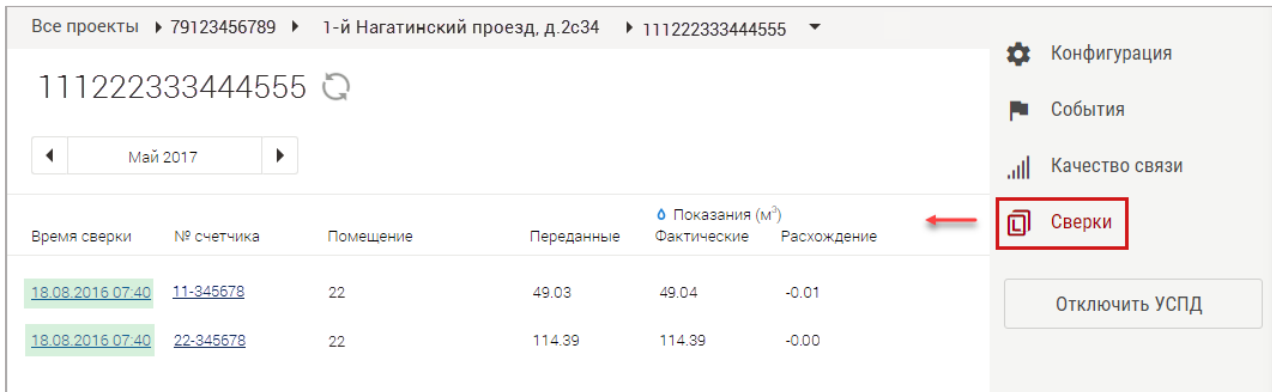 Все проекты 79123456789 1-й Нагатинский проезд, д.2с34 111222333444555
111222333444555
Май 2017
Показания (м³)
Время сверки № счетчика Помещение Переданные Фактические Расхождение
18.08.2016 07:40 11-345678 22 49.03 49.04 -0.01
18.08.2016 07:40 22-345678 22 114.39 114.39 -0.00
Конфигурация
События
Качество связи
Сверки
Отключить УСПД